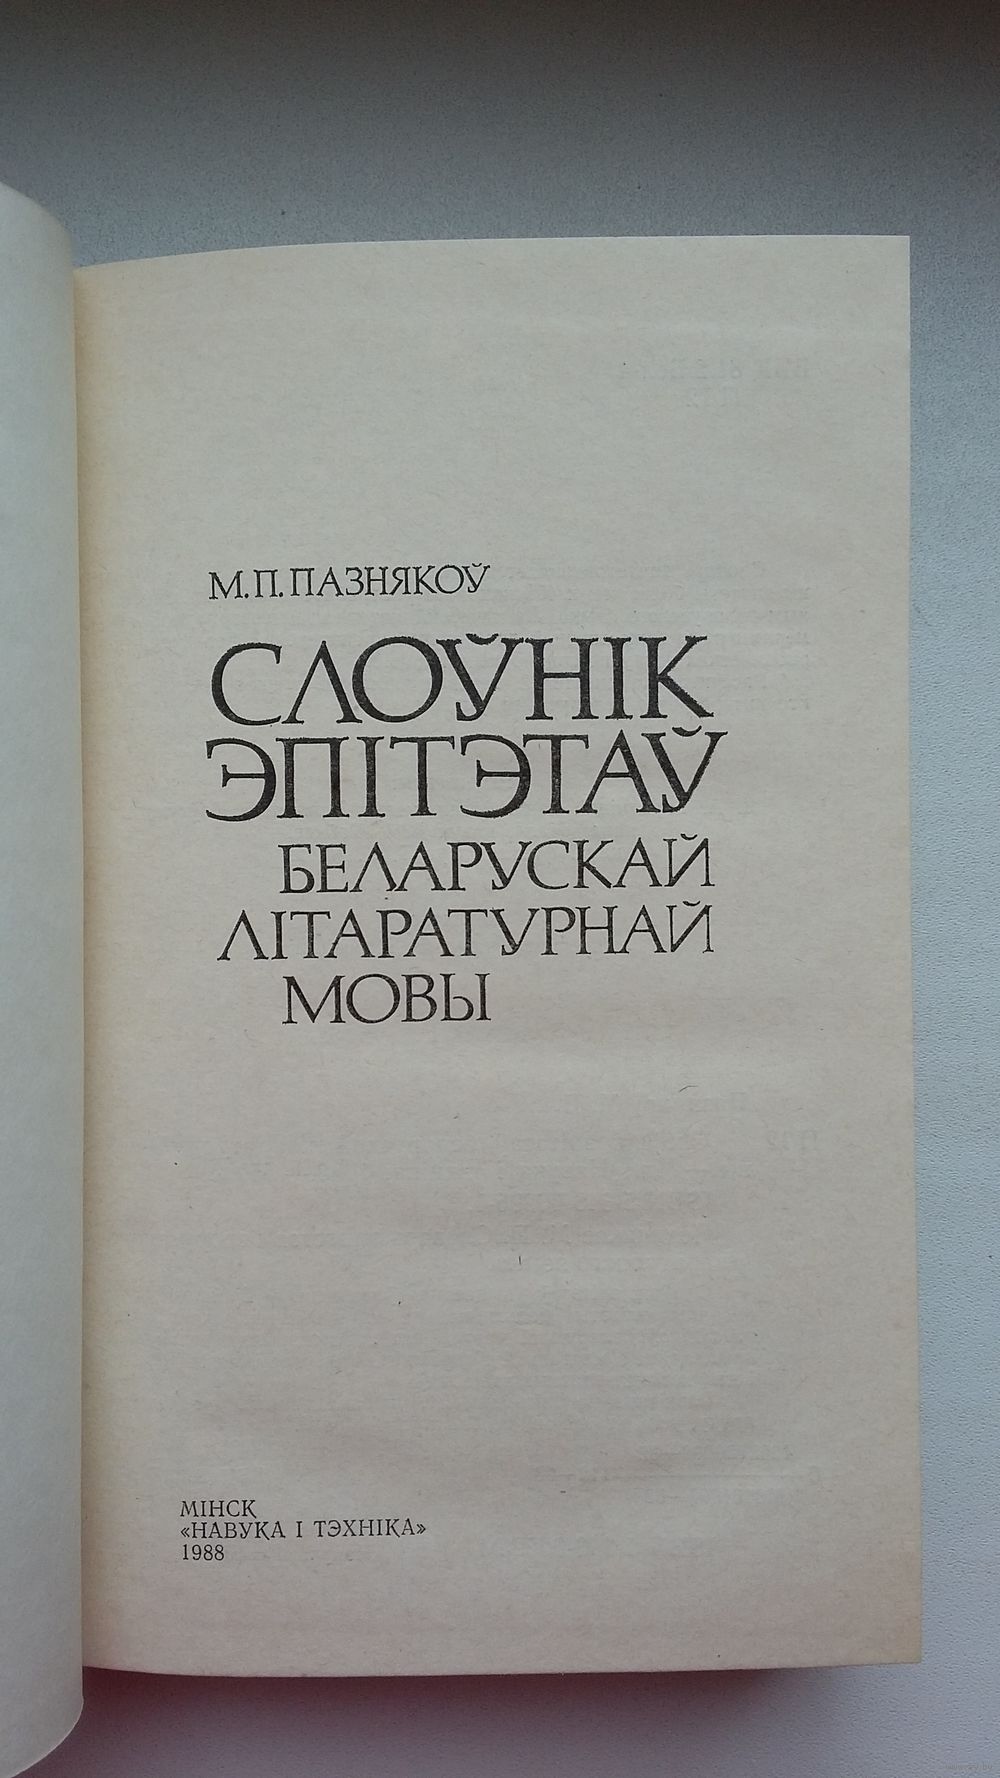 М.П.ПАЗНЯКОЎ
СЛОЎНІК
ЭПІТЭТАЎ
БЕЛАРУСКАЙ
ЛІТАРАТУРНАЙ
МОВЫ
МІНСК
«НАВУКА І ТЭХНІКА»
1988